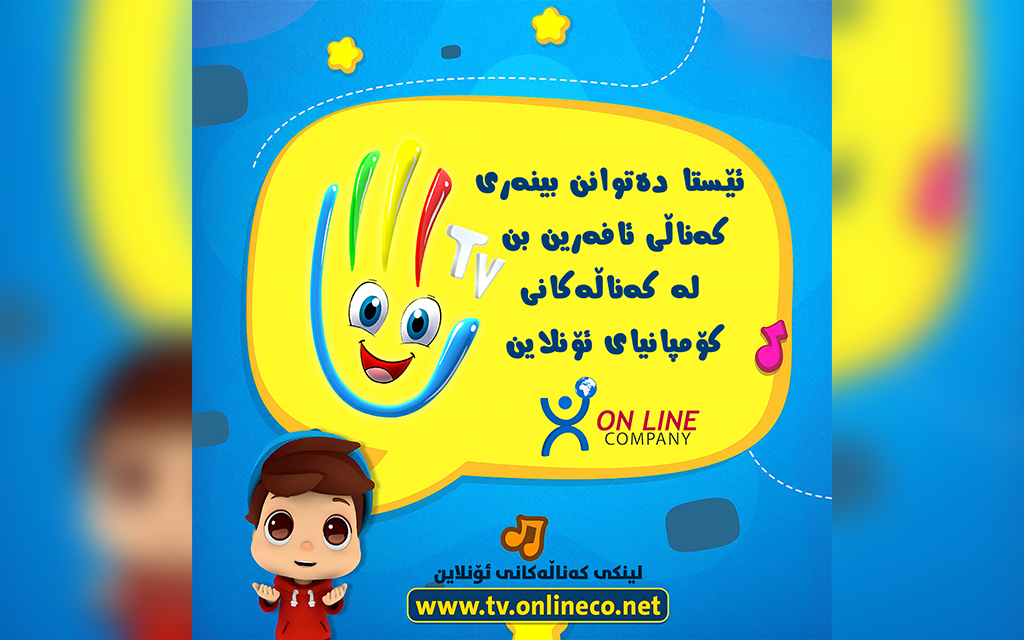 ئێستا دەتوانن بینەری
کەناڵی ئافەرین بن
لە کەناڵەکانی
کۆمپانیای ئۆنلاین
TV
ON LINE
COMPANY
لینکی کەناڵەکانی ئۆنلاین
www.tv.onlineco.net